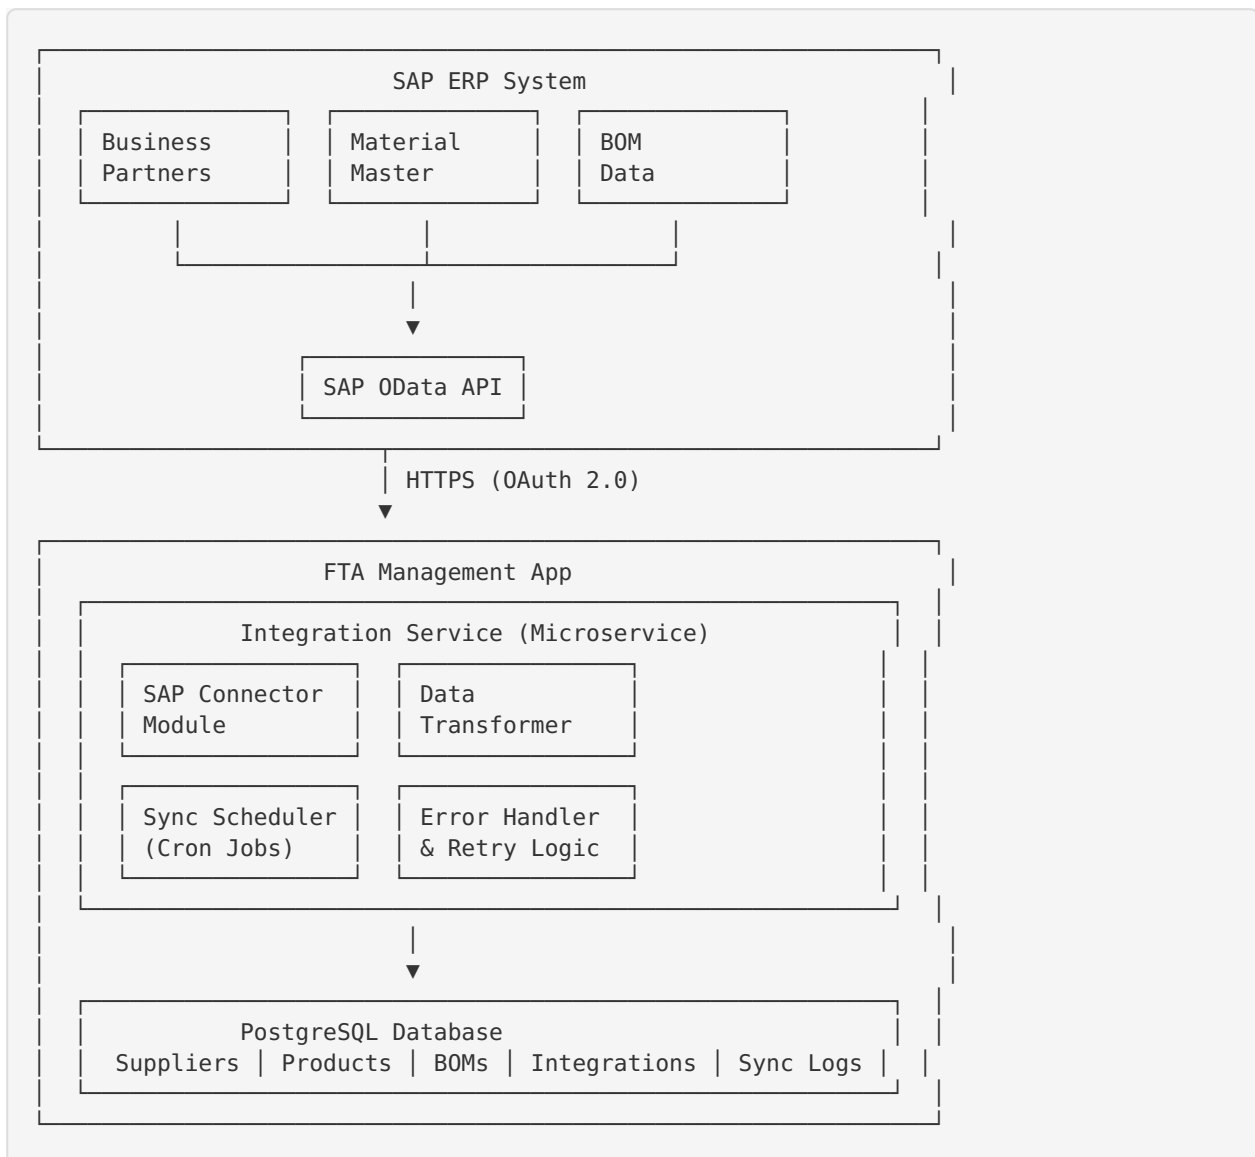 SAP ERP System
Business Material BOM
Partners Master Data
▼
SAP OData API
HTTPS (OAuth 2.0)
▼
FTA Management App
Integration Service (Microservice)
SAP Connector Data
Module Transformer
Sync Scheduler Error Handler
(Cron Jobs) & Retry Logic
▼
PostgreSQL Database
Suppliers │ Products │ BOMs │ Integrations │ Sync Logs │